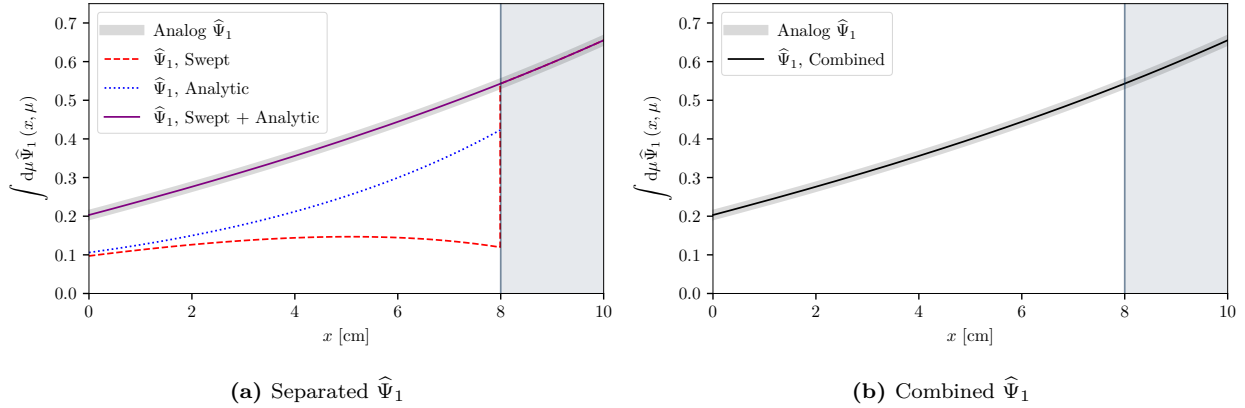 0.7
0.6
0.5
0.4
0.3
0.2
0.1
0.0
∫ dμ Ψ̂₁ (x, μ)
Analog Ψ̂₁
Ψ̂₁, Swept
Ψ̂₁, Analytic
Ψ̂₁, Swept + Analytic
0 2 4 6 8 10
x [cm]
(a) Separated Ψ̂₁
0.7
0.6
0.5
0.4
0.3
0.2
0.1
0.0
∫ dμ Ψ̂₁ (x, μ)
Analog Ψ̂₁
Ψ̂₁, Combined
0 2 4 6 8 10
x [cm]
(b) Combined Ψ̂₁